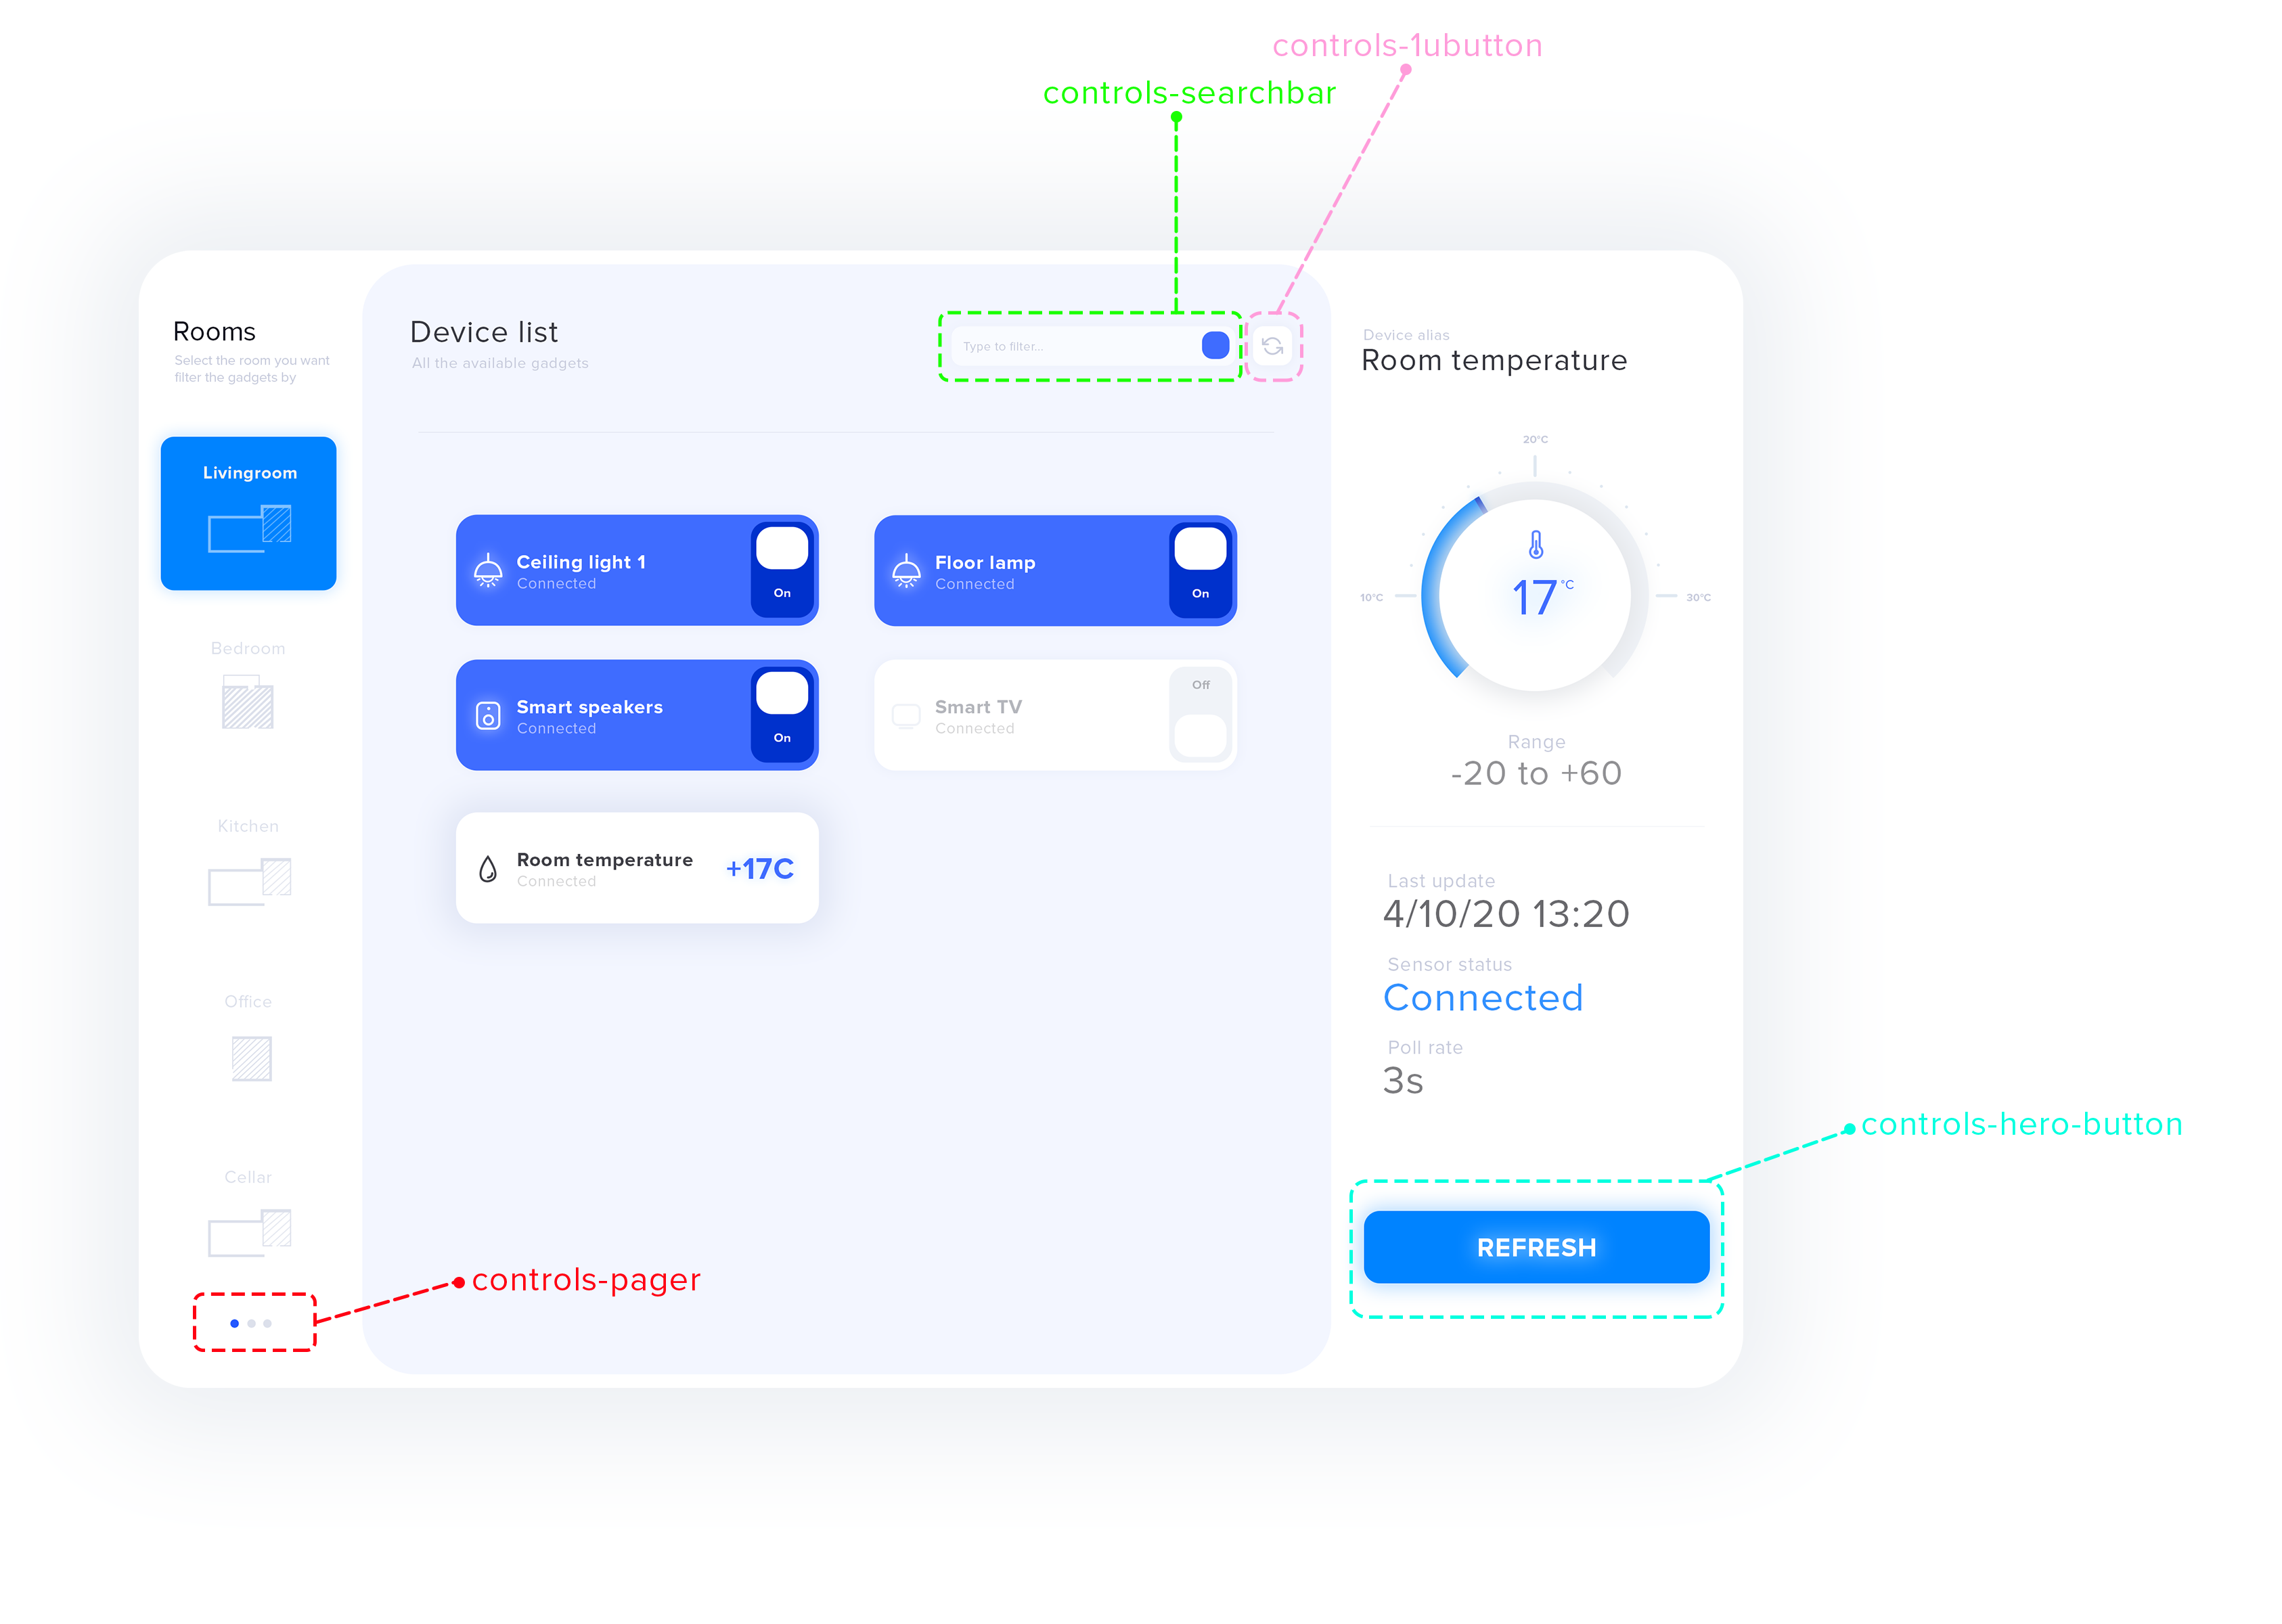 controls-1ubutton
controls-searchbar
Rooms
Select the room you want
filter the gadgets by
Livingroom
Bedroom
Kitchen
Office
Cellar
controls-pager
Device list
All the available gadgets
Type to filter...
Ceiling light 1
Connected
On
Floor lamp
Connected
On
Smart speakers
Connected
On
Smart TV
Connected
Off
Room temperature
Connected
+17C
Device alias
Room temperature
20°C
10°C
30°C
17°C
Range
-20 to +60
Last update
4/10/20 13:20
Sensor status
Connected
Poll rate
3s
controls-hero-button
REFRESH